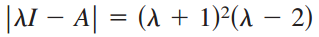 |λI − A| = (λ + 1)²(λ − 2)